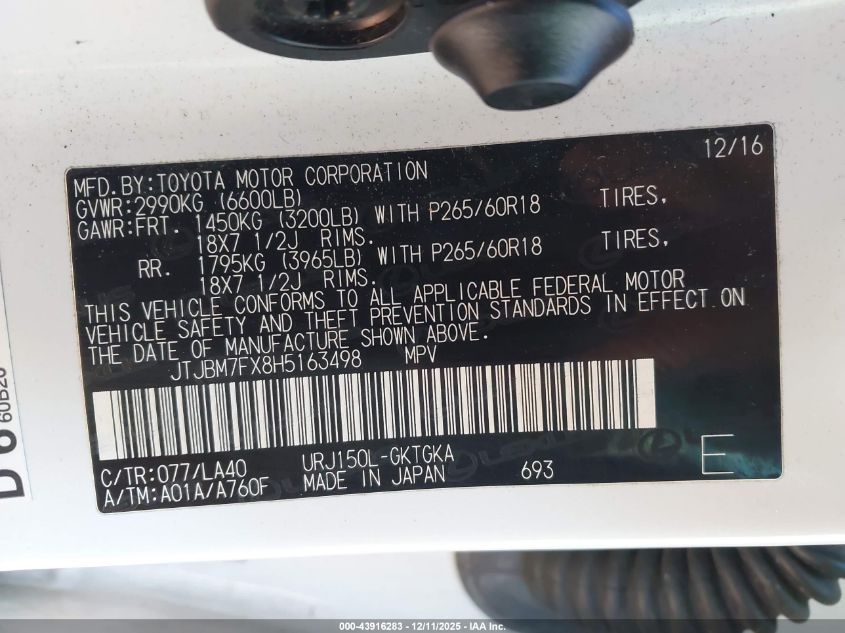 12/16
MFD.BY:TOYOTA MOTOR CORPORATION
GVWR:2990KG (6600LB)
GAWR:FRT. 1450KG (3200LB) WITH P265/60R18 TIRES,
18X7 1/2J RIMS.
RR. 1795KG (3965LB) WITH P265/60R18 TIRES,
18X7 1/2J RIMS.
THIS VEHICLE CONFORMS TO ALL APPLICABLE FEDERAL MOTOR
VEHICLE SAFETY AND THEFT PREVENTION STANDARDS IN EFFECT ON
THE DATE OF MANUFACTURE SHOWN ABOVE.
JTJBM7FX8H5163498 MPV
C/TR:077/LA40 URJ150L-GKTGKA
A/TM:A01A/A760F MADE IN JAPAN 693 E
60B20
000-43916283 - 12/11/2025 - IAA Inc.